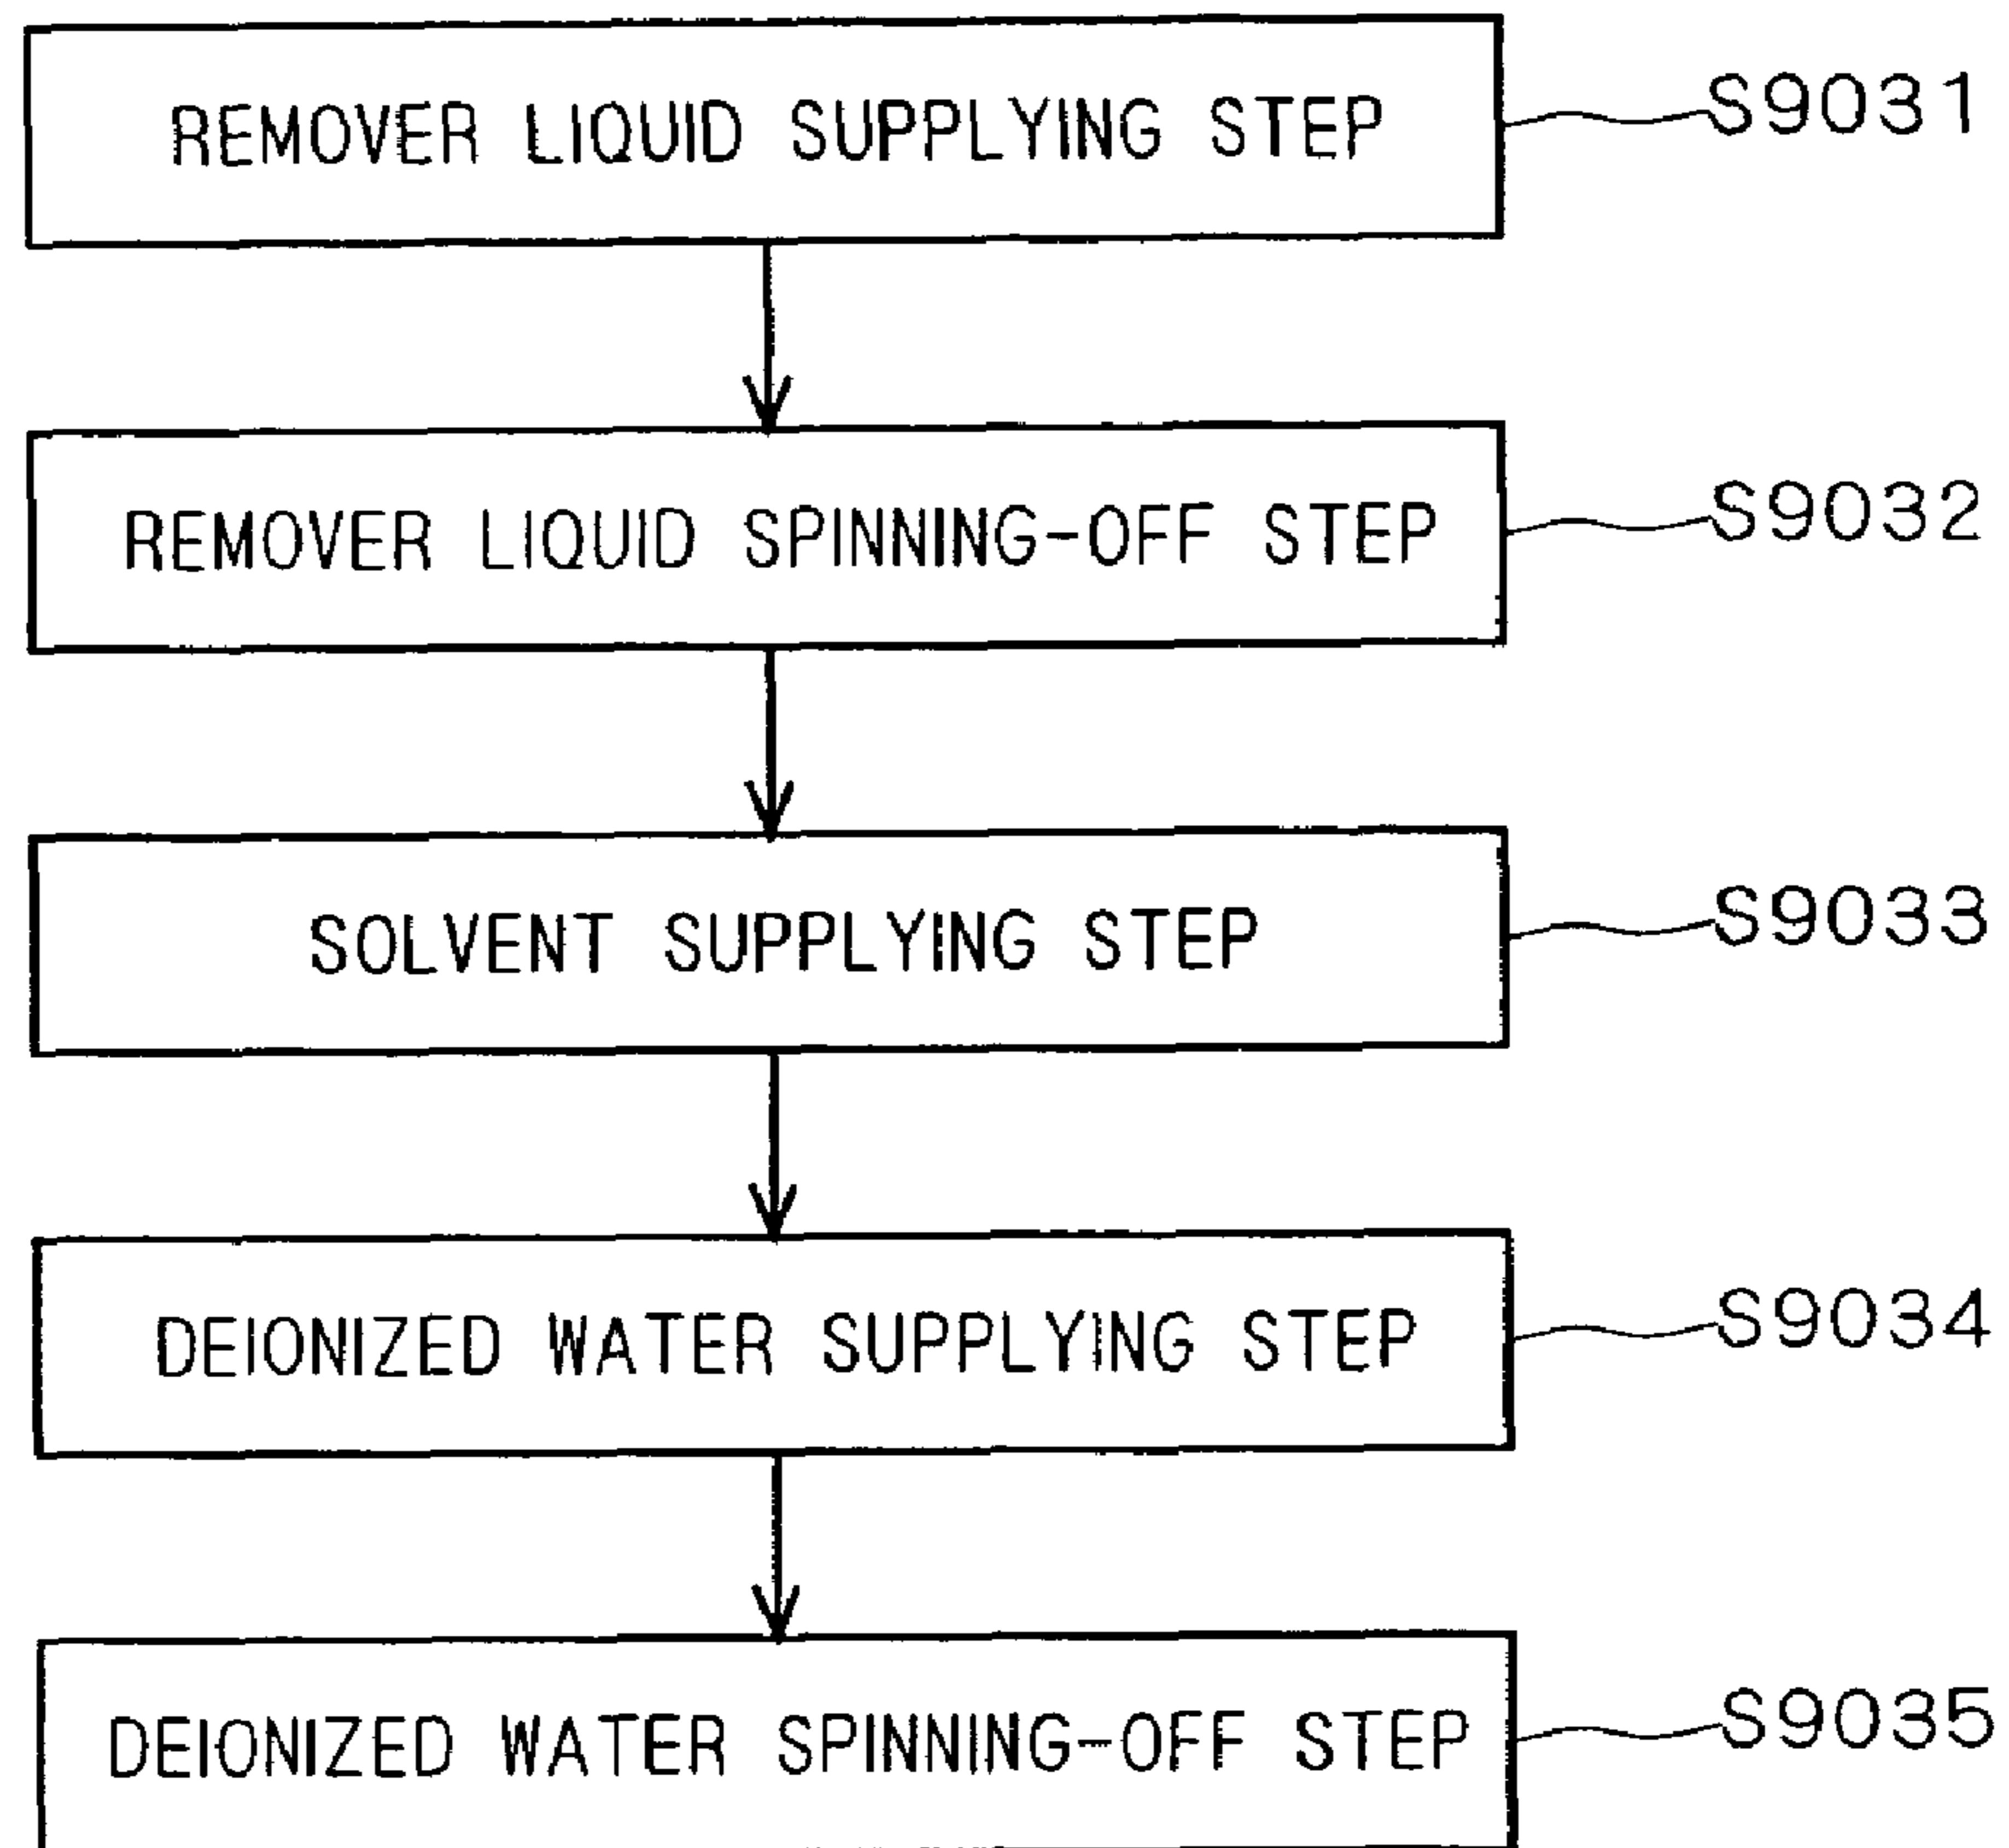 REMOVER LIQUID SUPPLYING STEP S9031
REMOVER LIQUID SPINNING-OFF STEP S9032
SOLVENT SUPPLYING STEP S9033
DEIONIZED WATER SUPPLYING STEP S9034
DEIONIZED WATER SPINNING-OFF STEP S9035